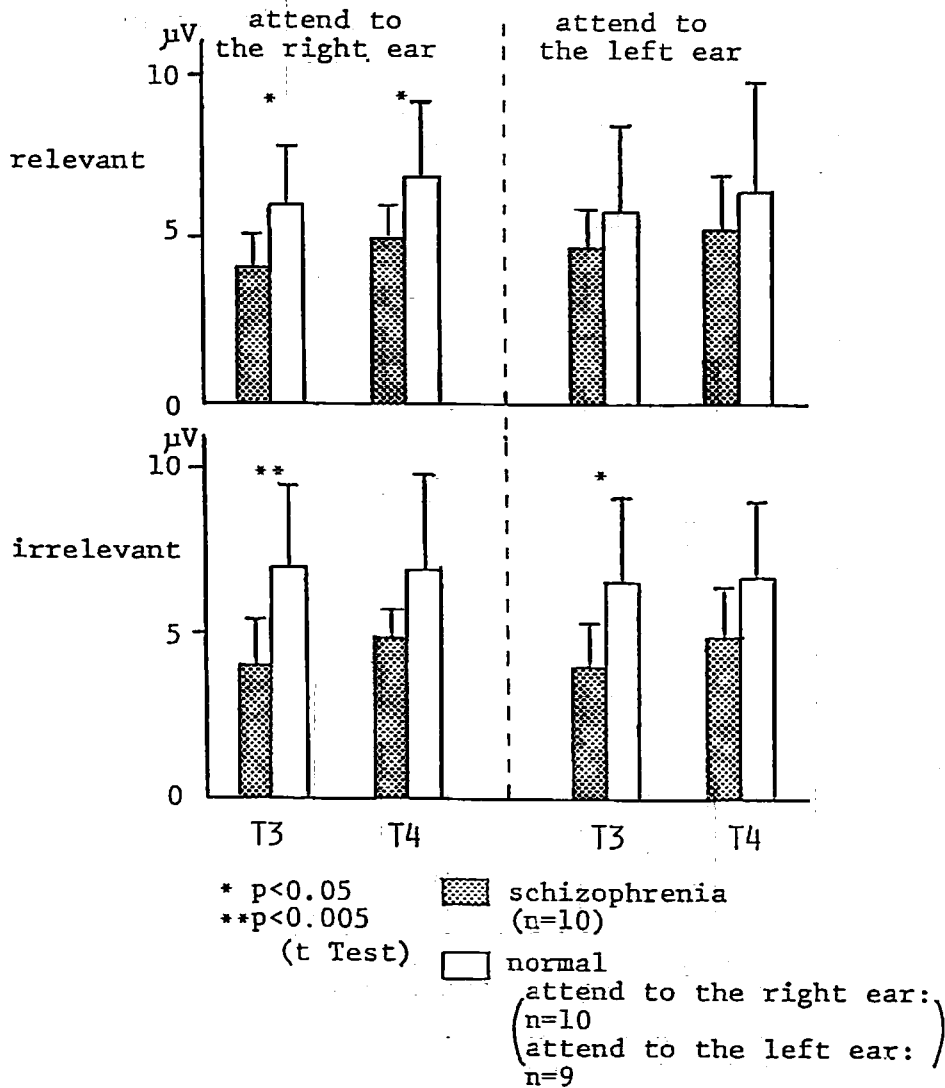 attend to
the right ear
attend to
the left ear
μV
10
*
*
relevant
5
0
μV
10
**
*
irrelevant
5
0
T3 T4 T3 T4
* p<0.05
**p<0.005
(t Test)
schizophrenia
(n=10)
normal
(attend to the right ear:
n=10
attend to the left ear:
n=9)